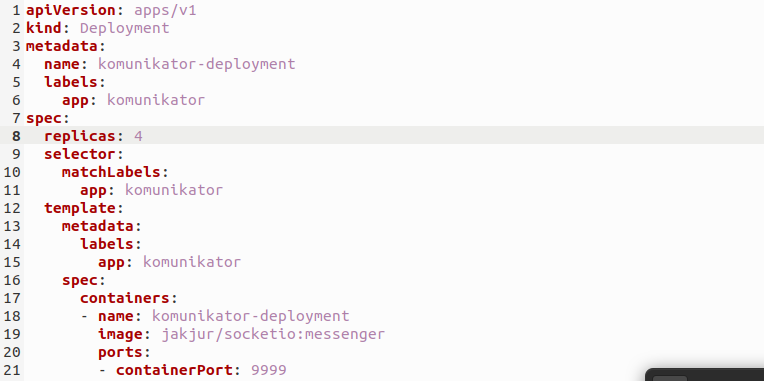 1 apiVersion: apps/v1
2 kind: Deployment
3 metadata:
4   name: komunikator-deployment
5   labels:
6     app: komunikator
7 spec:
8   replicas: 4
9   selector:
10     matchLabels:
11       app: komunikator
12   template:
13     metadata:
14       labels:
15         app: komunikator
16     spec:
17       containers:
18       - name: komunikator-deployment
19         image: jakjur/socketio:messenger
20         ports:
21         - containerPort: 9999